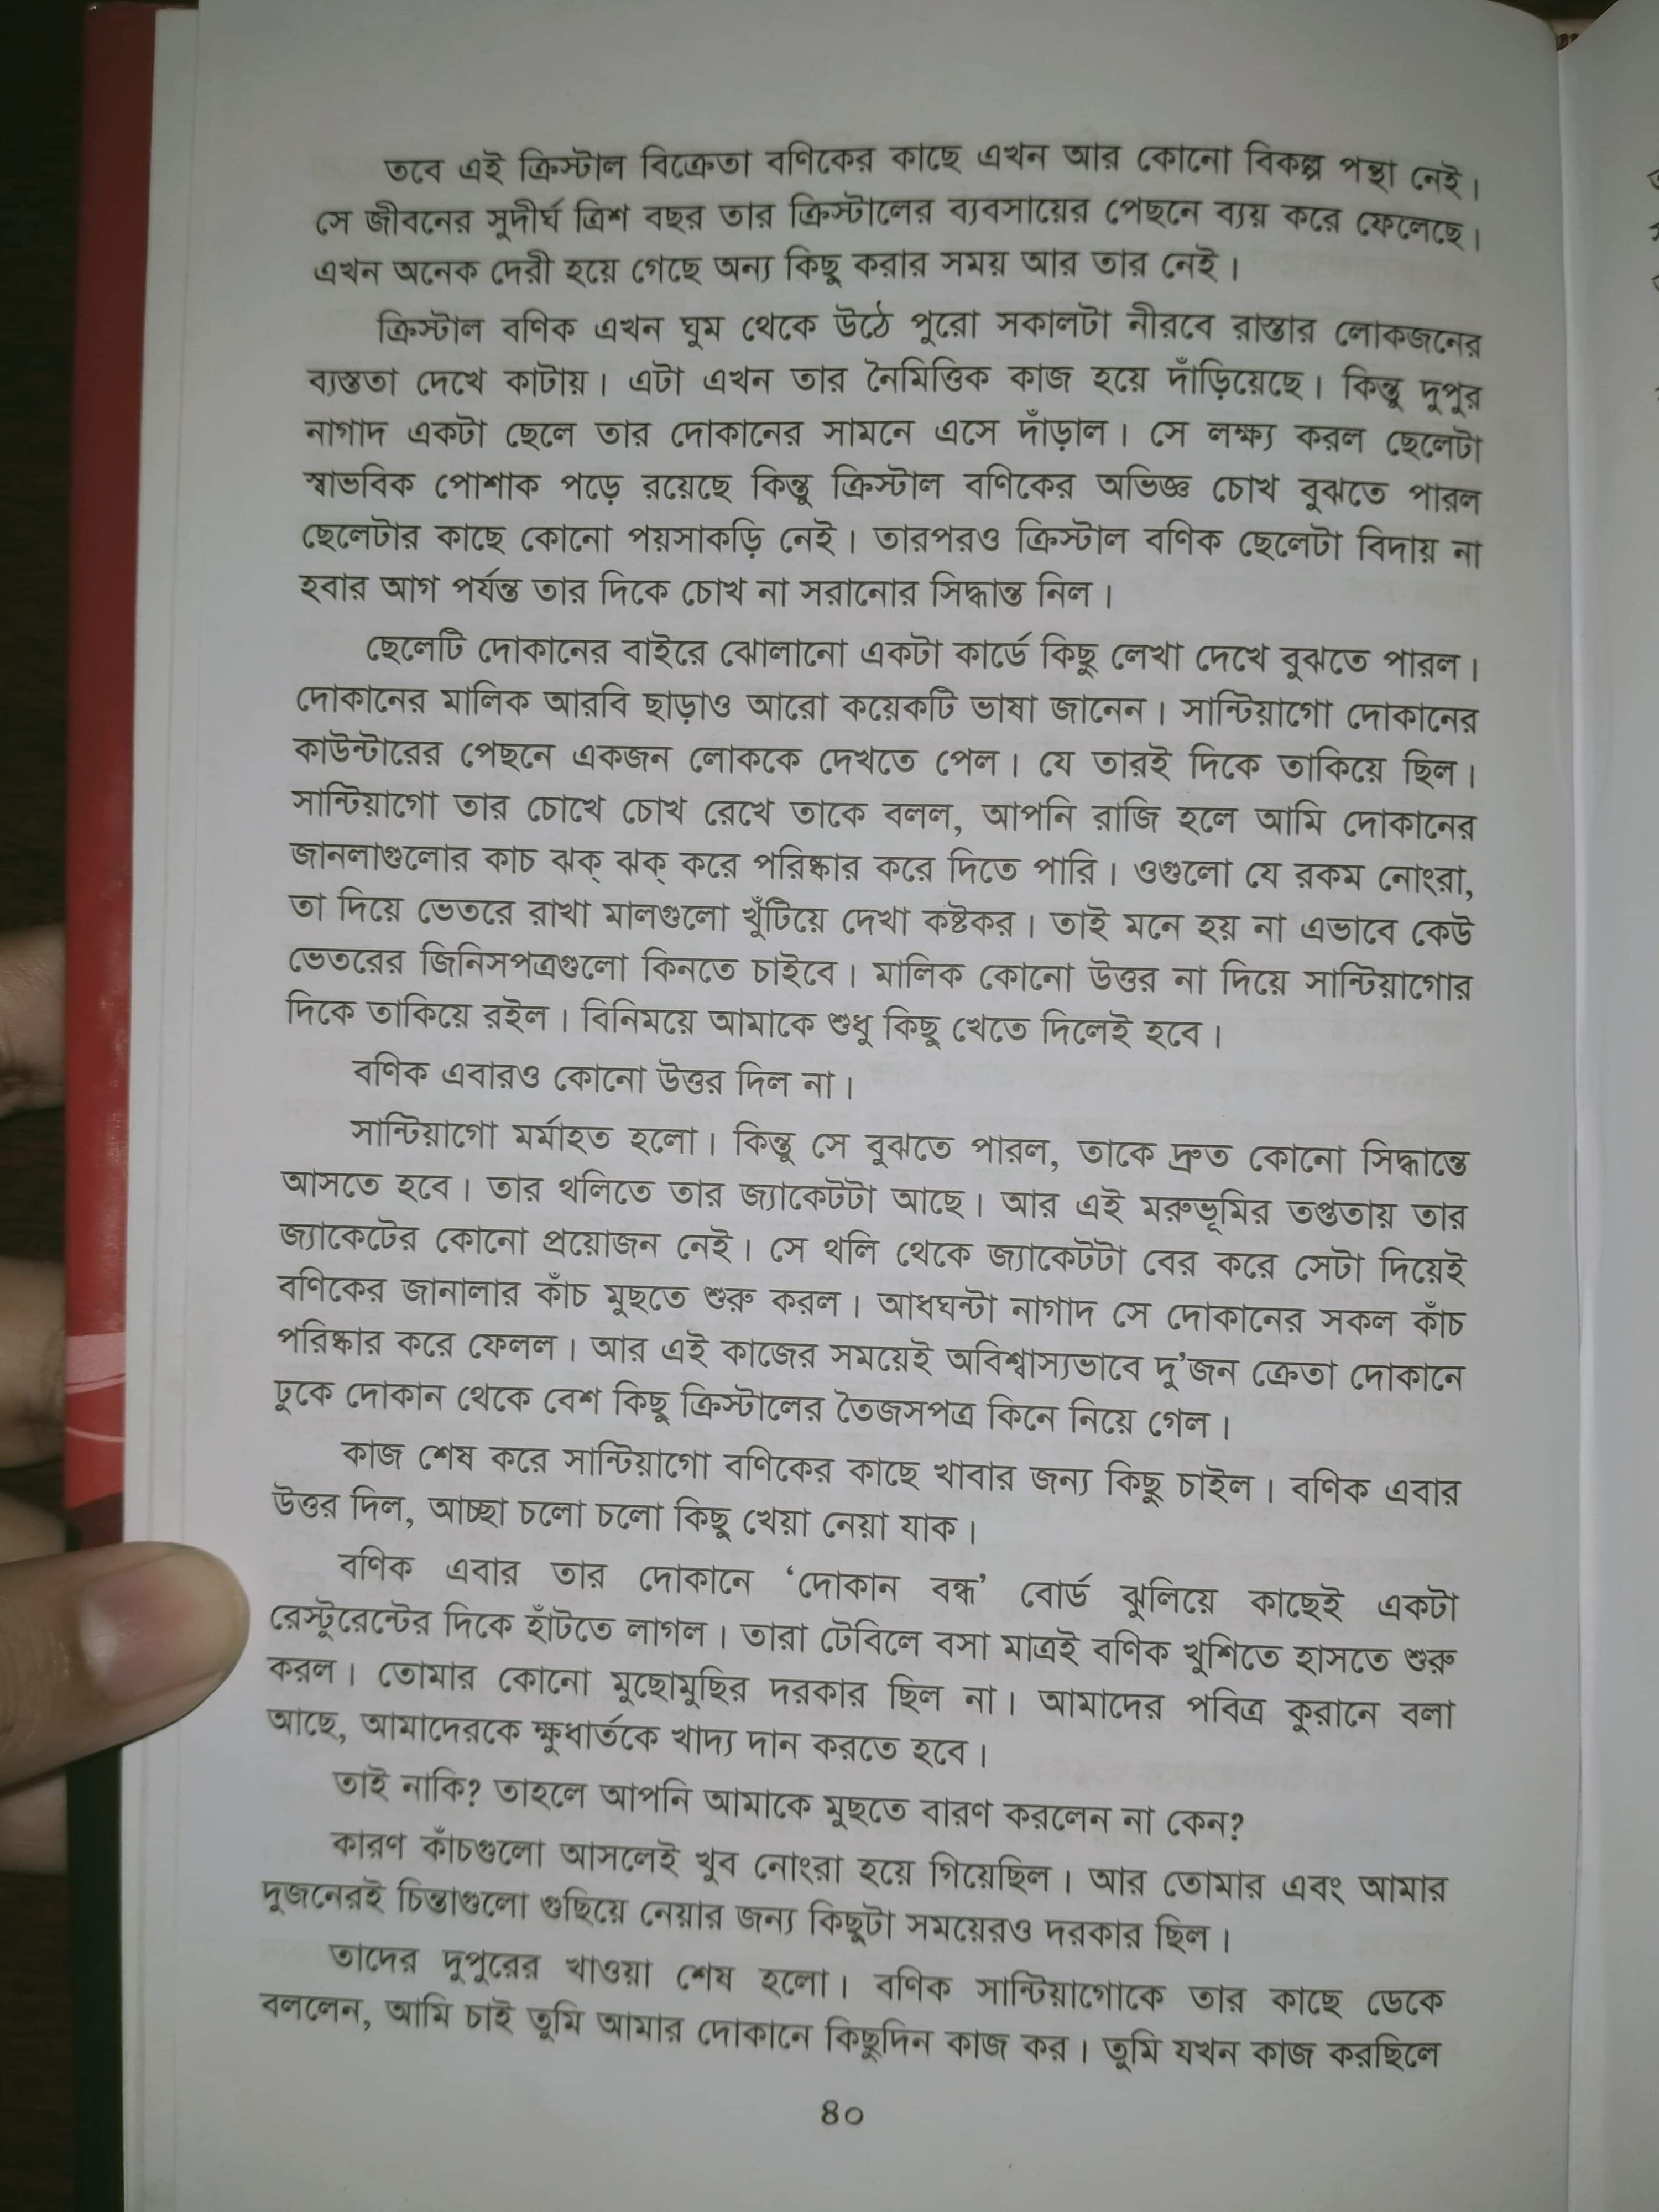 তবে এই ক্রিস্টাল বিক্রেতা বণিকের কাছে এখন আর কোনো বিকল্প পন্থা নেই।
সে জীবনের সুদীর্ঘ ত্রিশ বছর তার ক্রিস্টালের ব্যবসায়ের পেছনে ব্যয় করে ফেলেছে।
এখন অনেক দেরী হয়ে গেছে অন্য কিছু করার সময় আর তার নেই।
ক্রিস্টাল বণিক এখন ঘুম থেকে উঠে পুরো সকালটা নীরবে রাস্তার লোকজনের
ব্যস্ততা দেখে কাটায়। এটা এখন তার নৈমিত্তিক কাজ হয়ে দাঁড়িয়েছে। কিন্তু দুপুর
নাগাদ একটা ছেলে তার দোকানের সামনে এসে দাঁড়াল। সে লক্ষ্য করল ছেলেটা
স্বাভবিক পোশাক পড়ে রয়েছে কিন্তু ক্রিস্টাল বণিকের অভিজ্ঞ চোখ বুঝতে পারল
ছেলেটার কাছে কোনো পয়সাকড়ি নেই। তারপরও ক্রিস্টাল বণিক ছেলেটা বিদায় না
হবার আগ পর্যন্ত তার দিকে চোখ না সরানোর সিদ্ধান্ত নিল।
ছেলেটি দোকানের বাইরে ঝোলানো একটা কার্ডে কিছু লেখা দেখে বুঝতে পারল।
দোকানের মালিক আরবি ছাড়াও আরো কয়েকটি ভাষা জানেন। সান্টিয়াগো দোকানের
কাউন্টারের পেছনে একজন লোককে দেখতে পেল। যে তারই দিকে তাকিয়ে ছিল।
সান্টিয়াগো তার চোখে চোখ রেখে তাকে বলল, আপনি রাজি হলে আমি দোকানের
জানলাগুলোর কাচ ঝক্ ঝক্ করে পরিষ্কার করে দিতে পারি। ওগুলো যে রকম নোংরা,
তা দিয়ে ভেতরে রাখা মালগুলো খুঁটিয়ে দেখা কষ্টকর। তাই মনে হয় না এভাবে কেউ
ভেতরের জিনিসপত্রগুলো কিনতে চাইবে। মালিক কোনো উত্তর না দিয়ে সান্টিয়াগোর
দিকে তাকিয়ে রইল। বিনিময়ে আমাকে শুধু কিছু খেতে দিলেই হবে।
বণিক এবারও কোনো উত্তর দিল না।
সান্টিয়াগো মর্মাহত হলো। কিন্তু সে বুঝতে পারল, তাকে দ্রুত কোনো সিদ্ধান্তে
আসতে হবে। তার থলিতে তার জ্যাকেটটা আছে। আর এই মরুভূমির তপ্ততায় তার
জ্যাকেটের কোনো প্রয়োজন নেই। সে থলি থেকে জ্যাকেটটা বের করে সেটা দিয়েই
বণিকের জানালার কাঁচ মুছতে শুরু করল। আধঘন্টা নাগাদ সে দোকানের সকল কাঁচ
পরিষ্কার করে ফেলল। আর এই কাজের সময়েই অবিশ্বাস্যভাবে দু'জন ক্রেতা দোকানে
ঢুকে দোকান থেকে বেশ কিছু ক্রিস্টালের তৈজসপত্র কিনে নিয়ে গেল।
কাজ শেষ করে সান্টিয়াগো বণিকের কাছে খাবার জন্য কিছু চাইল। বণিক এবার
উত্তর দিল, আচ্ছা চলো চলো কিছু খেয়া নেয়া যাক।
বণিক এবার তার দোকানে ‘দোকান বন্ধ’ বোর্ড ঝুলিয়ে কাছেই একটা
রেস্টুরেন্টের দিকে হাঁটতে লাগল। তারা টেবিলে বসা মাত্রই বণিক খুশিতে হাসতে শুরু
করল। তোমার কোনো মুছোমুছির দরকার ছিল না। আমাদের পবিত্র কুরানে বলা
আছে, আমাদেরকে ক্ষুধার্তকে খাদ্য দান করতে হবে।
তাই নাকি? তাহলে আপনি আমাকে মুছতে বারণ করলেন না কেন?
কারণ কাঁচগুলো আসলেই খুব নোংরা হয়ে গিয়েছিল। আর তোমার এবং আমার
দুজনেরই চিন্তাগুলো গুছিয়ে নেয়ার জন্য কিছুটা সময়েরও দরকার ছিল।
তাদের দুপুরের খাওয়া শেষ হলো। বণিক সান্টিয়াগোকে তার কাছে ডেকে
বললেন, আমি চাই তুমি আমার দোকানে কিছুদিন কাজ কর। তুমি যখন কাজ করছিলে
৪০